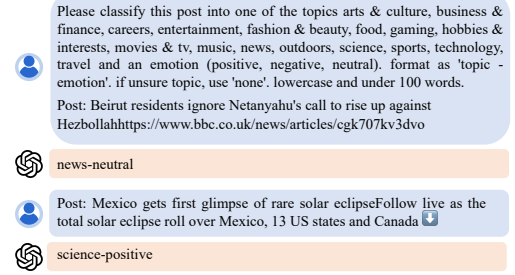 Please classify this post into one of the topics arts & culture, business &
finance, careers, entertainment, fashion & beauty, food, gaming, hobbies &
interests, movies & tv, music, news, outdoors, science, sports, technology,
travel and an emotion (positive, negative, neutral). format as 'topic -
emotion'. if unsure topic, use 'none'. lowercase and under 100 words.
Post: Beirut residents ignore Netanyahu's call to rise up against
Hezbollahhttps://www.bbc.co.uk/news/articles/cgk707kv3dvo
news-neutral
Post: Mexico gets first glimpse of rare solar eclipseFollow live as the
total solar eclipse roll over Mexico, 13 US states and Canada ⬇️
science-positive